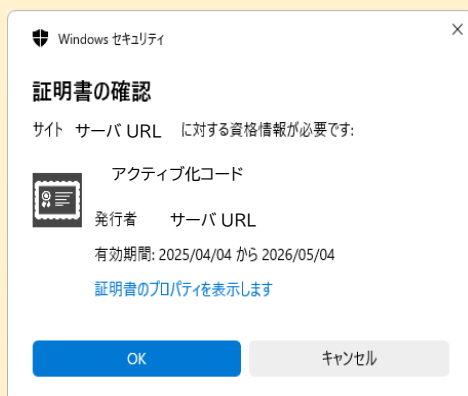 Windows セキュリティ
証明書の確認
サイト サーバ URL に対する資格情報が必要です:
アクティブ化コード
発行者 サーバ URL
有効期間: 2025/04/04 から 2026/05/04
証明書のプロパティを表示します
OK キャンセル